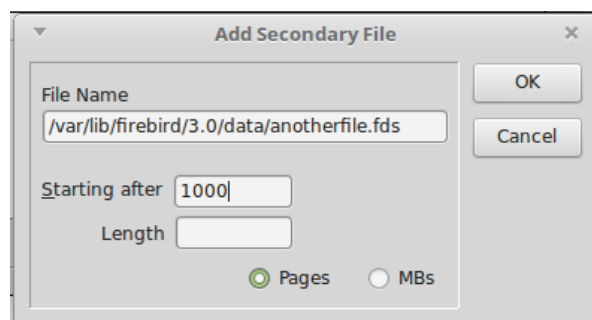 Add Secondary File
File Name
/var/lib/firebird/3.0/data/anotherfile.fds
Starting after 1000
Length
Pages MBs
OK
Cancel